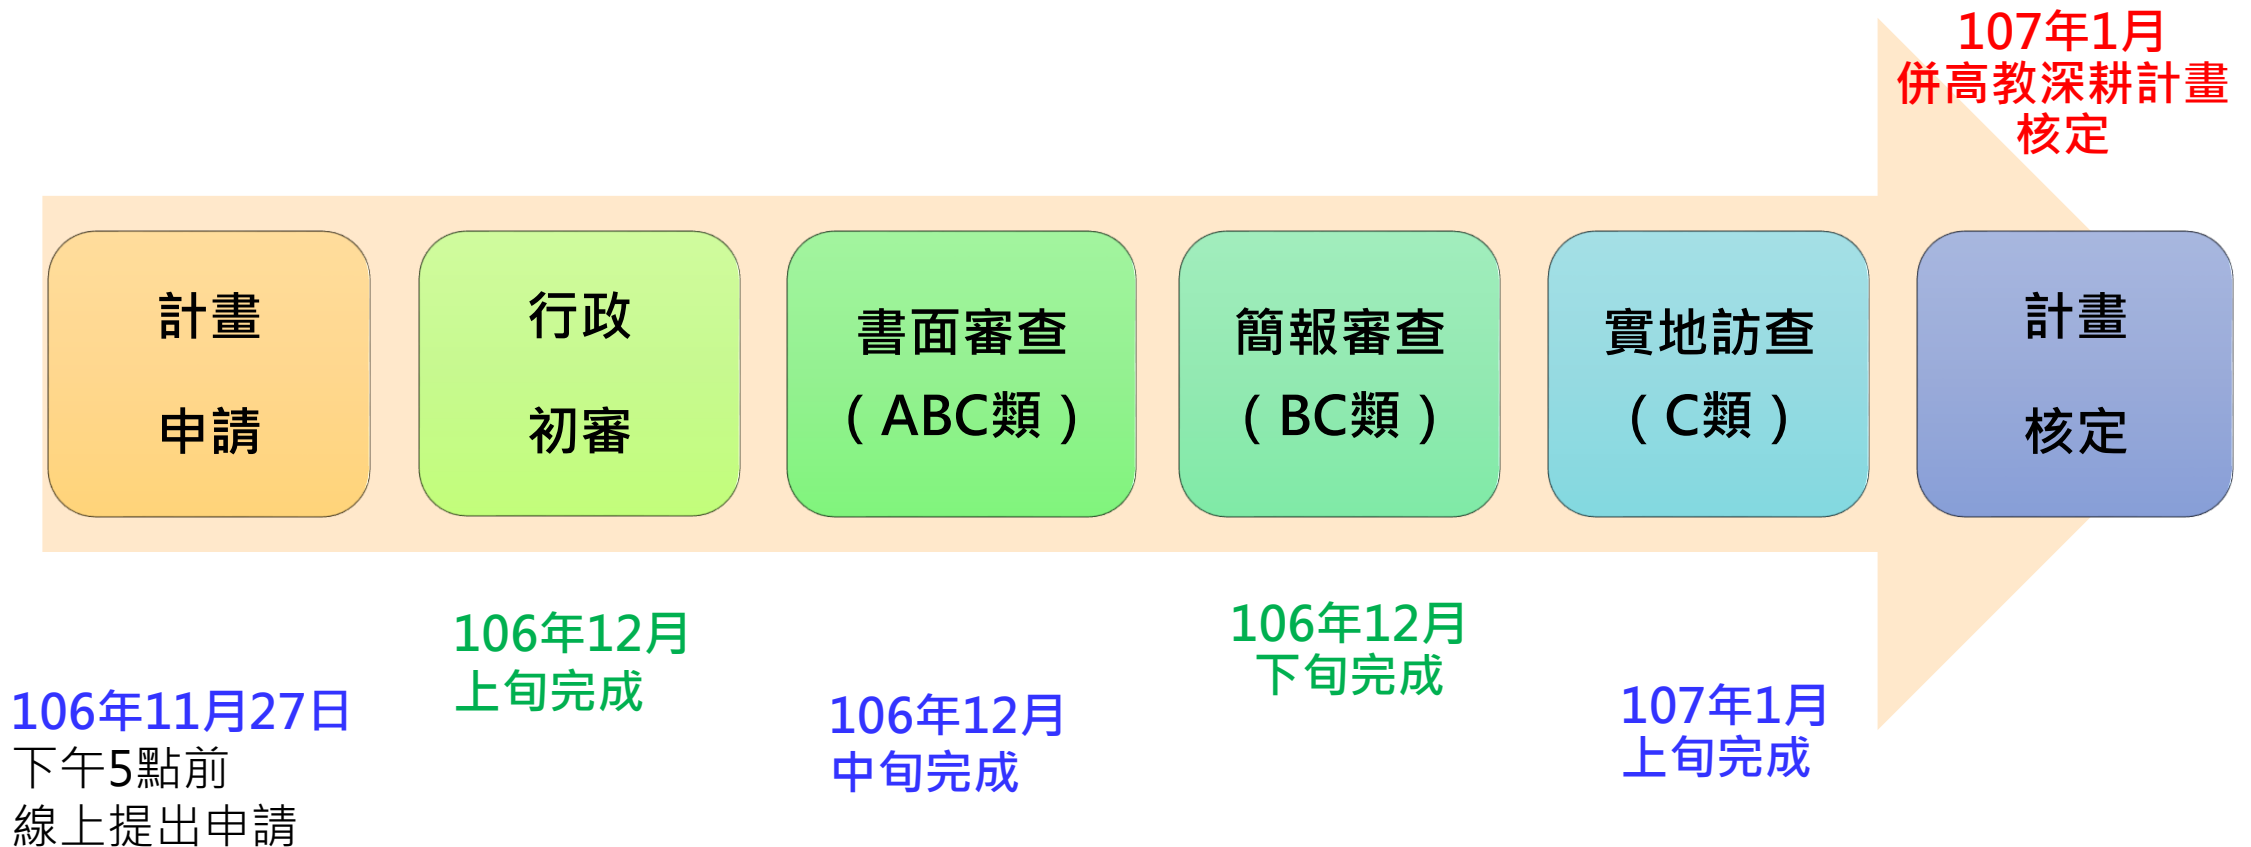 107年1月
併高教深耕計畫
核定
計畫
申請
行政
初審
書面審查
（ABC類）
簡報審查
（BC類）
實地訪查
（C類）
計畫
核定
106年11月27日
下午5點前
線上提出申請
106年12月
上旬完成
106年12月
中旬完成
106年12月
下旬完成
107年1月
上旬完成